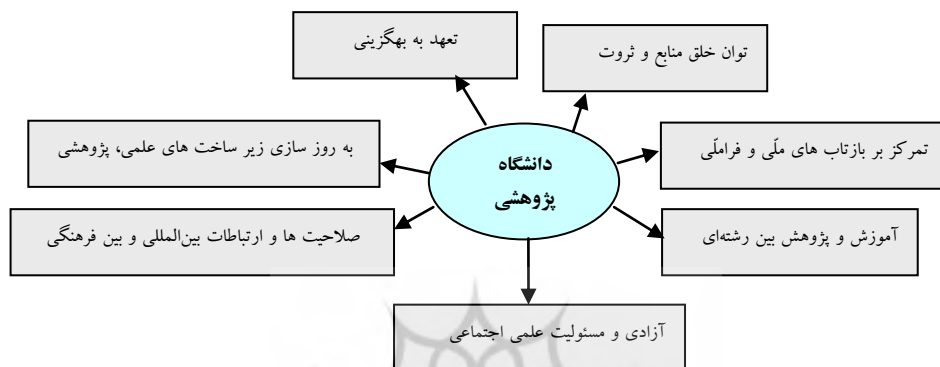 تعهد به بهگزینی
توان خلق منابع و ثروت
به روز سازی زیر ساخت های علمی، پژوهشی
دانشگاه
پژوهشی
تمرکز بر بازتاب های ملّی و فراملّی
صلاحیت ها و ارتباطات بین‌المللی و بین فرهنگی
آموزش و پژوهش بین رشته‌ای
آزادی و مسئولیت علمی اجتماعی